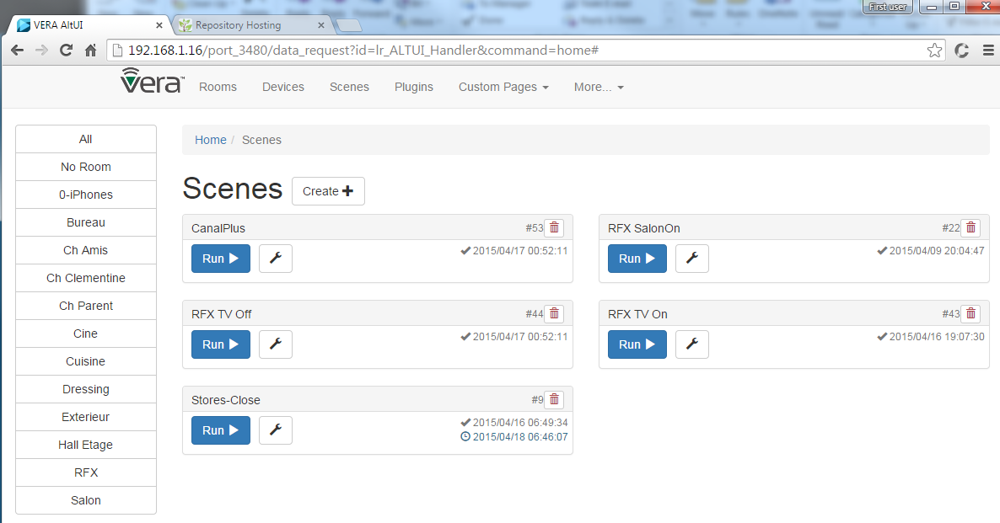 First user
VERA AltUI
Repository Hosting
192.168.1.16/port_3480/data_request?id=lr_ALTUI_Handler&command=home#
vera™ Rooms Devices Scenes Plugins Custom Pages More...
All
No Room
0-iPhones
Bureau
Ch Amis
Ch Clementine
Ch Parent
Cine
Cuisine
Dressing
Exterieur
Hall Etage
RFX
Salon
Home / Scenes
Scenes Create
CanalPlus #53
Run 2015/04/17 00:52:11
RFX SalonOn #22
Run 2015/04/09 20:04:47
RFX TV Off #44
Run 2015/04/17 00:52:11
RFX TV On #43
Run 2015/04/16 19:07:30
Stores-Close #9
Run 2015/04/16 06:49:34
2015/04/18 06:46:07